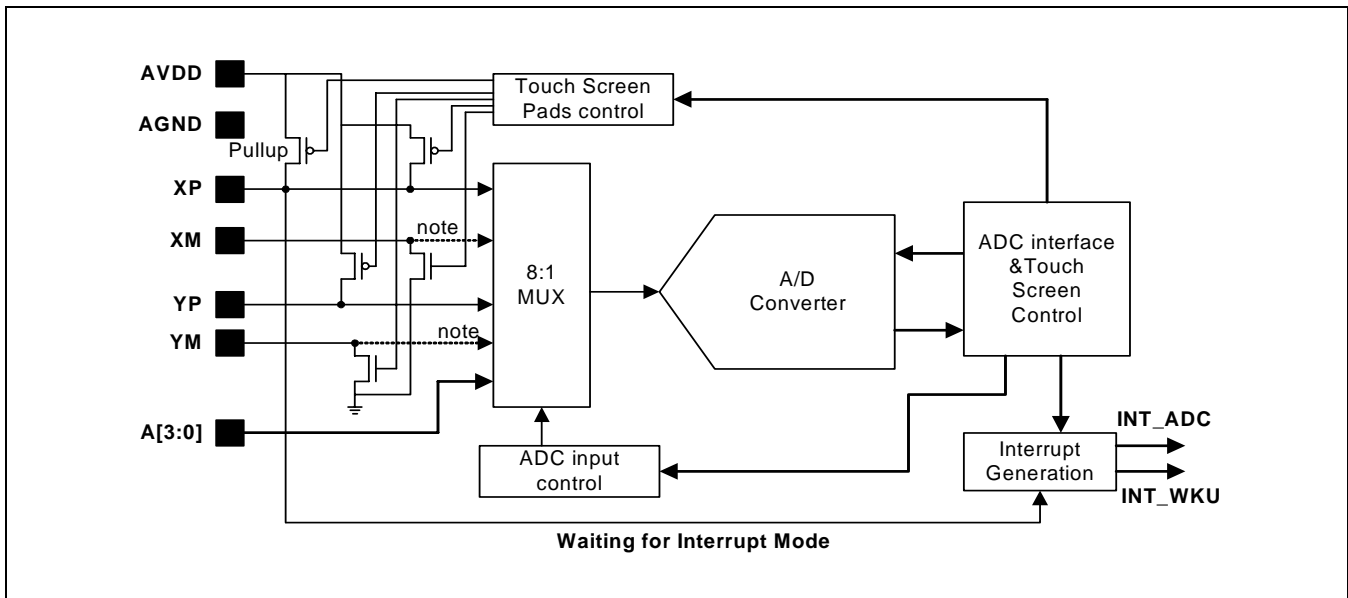 AVDD
AGND
Pullup
XP
XM
YP
YM
A[3:0]
note
note
Touch Screen
Pads control
8:1
MUX
A/D
Converter
ADC interface
&Touch
Screen
Control
ADC input
control
Interrupt
Generation
INT_ADC
INT_WKU
Waiting for Interrupt Mode